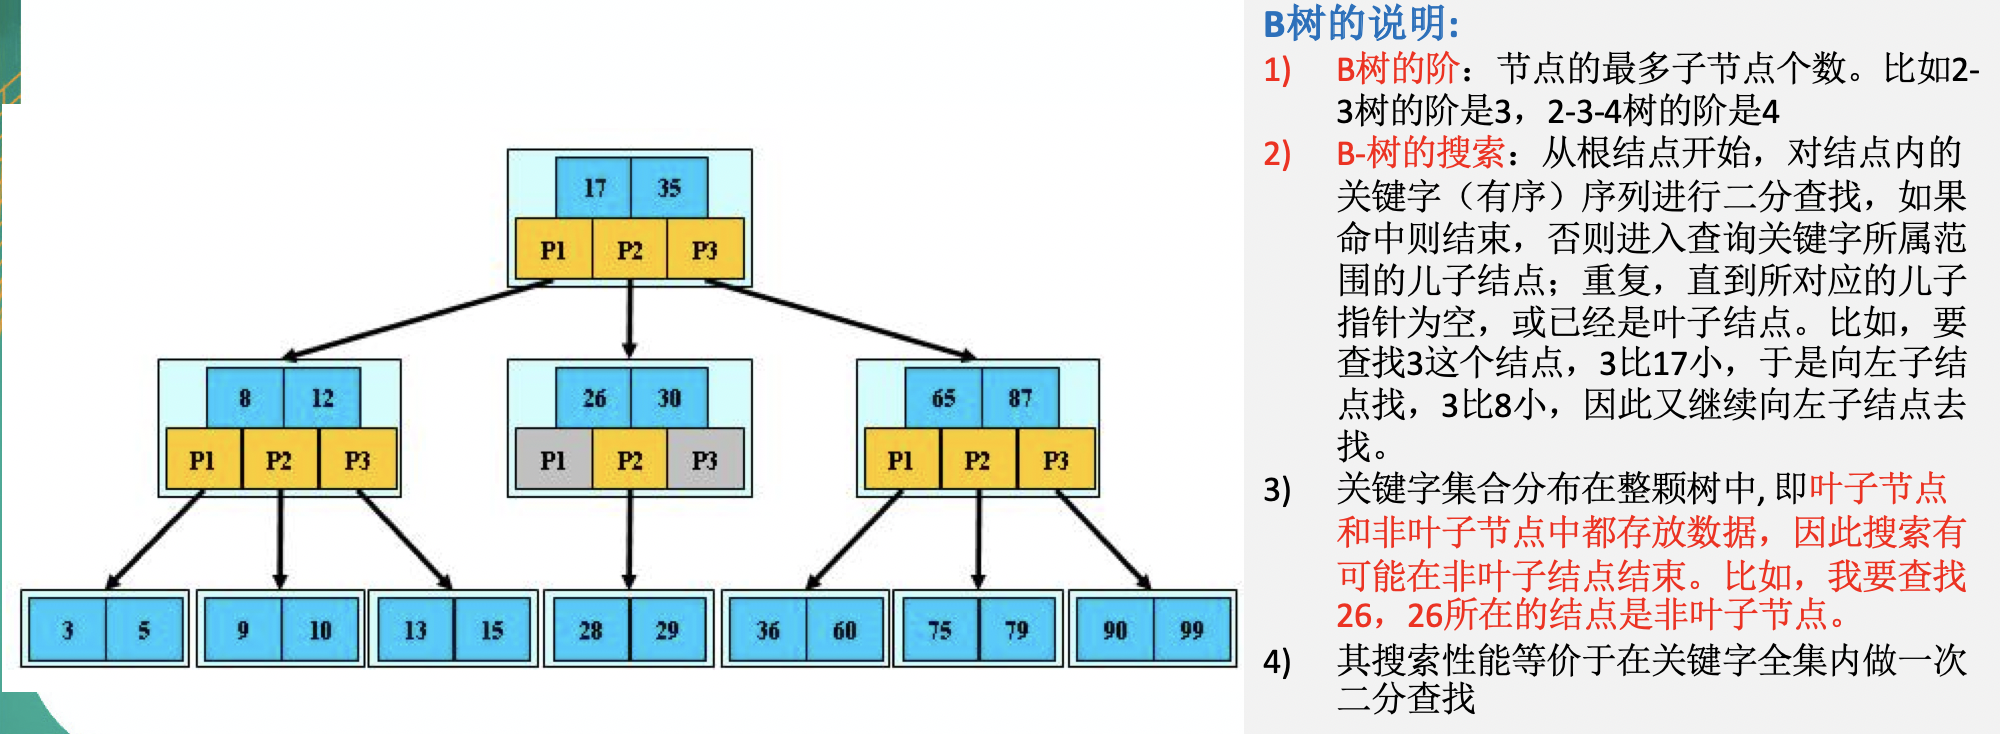 17 35
P1 P2 P3
8 12
26 30
65 87
P1 P2 P3
P1 P2 P3
P1 P2 P3
3 5
9 10
13 15
28 29
36 60
75 79
90 99
B树的说明:
1) B树的阶：节点的最多子节点个数。比如2-
3树的阶是3，2-3-4树的阶是4
2) B-树的搜索：从根结点开始，对结点内的
关键字（有序）序列进行二分查找，如果
命中则结束，否则进入查询关键字所属范
围的儿子结点；重复，直到所对应的儿子
指针为空，或已经是叶子结点。比如，要
查找3这个结点，3比17小，于是向左子结
点找，3比8小，因此又继续向左子结点去
找。
3) 关键字集合分布在整颗树中, 即叶子节点
和非叶子节点中都存放数据，因此搜索有
可能在非叶子结点结束。比如，我要查找
26，26所在的结点是非叶子节点。
4) 其搜索性能等价于在关键字全集内做一次
二分查找